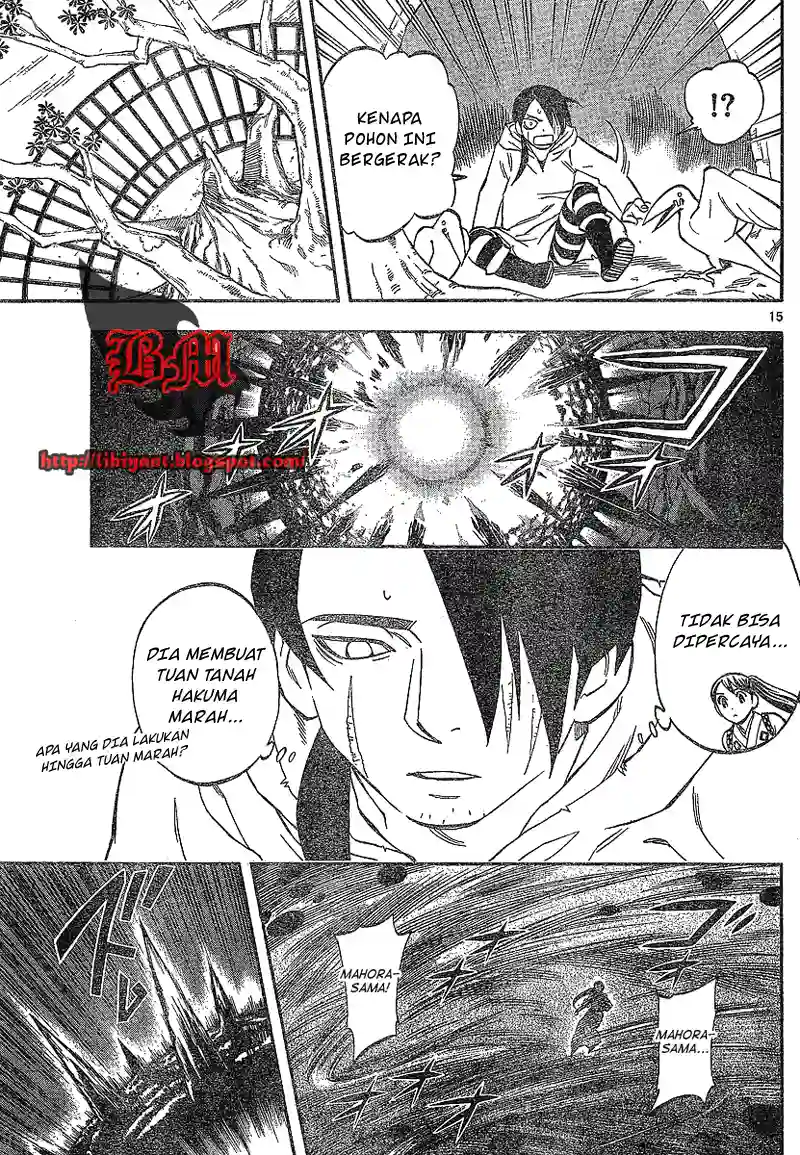 !?
KENAPA
POHON INI
BERGERAK?
15
BM
http://tikiyant.blogspot.com/
TIDAK BISA
DIPERCAYA...
DIA MEMBUAT
TUAN TANAH
HAKUMA
MARAH...
APA YANG DIA LAKUKAN
HINGGA TUAN MARAH?
MAHORA-
SAMA...
MAHORA-
SAMA!